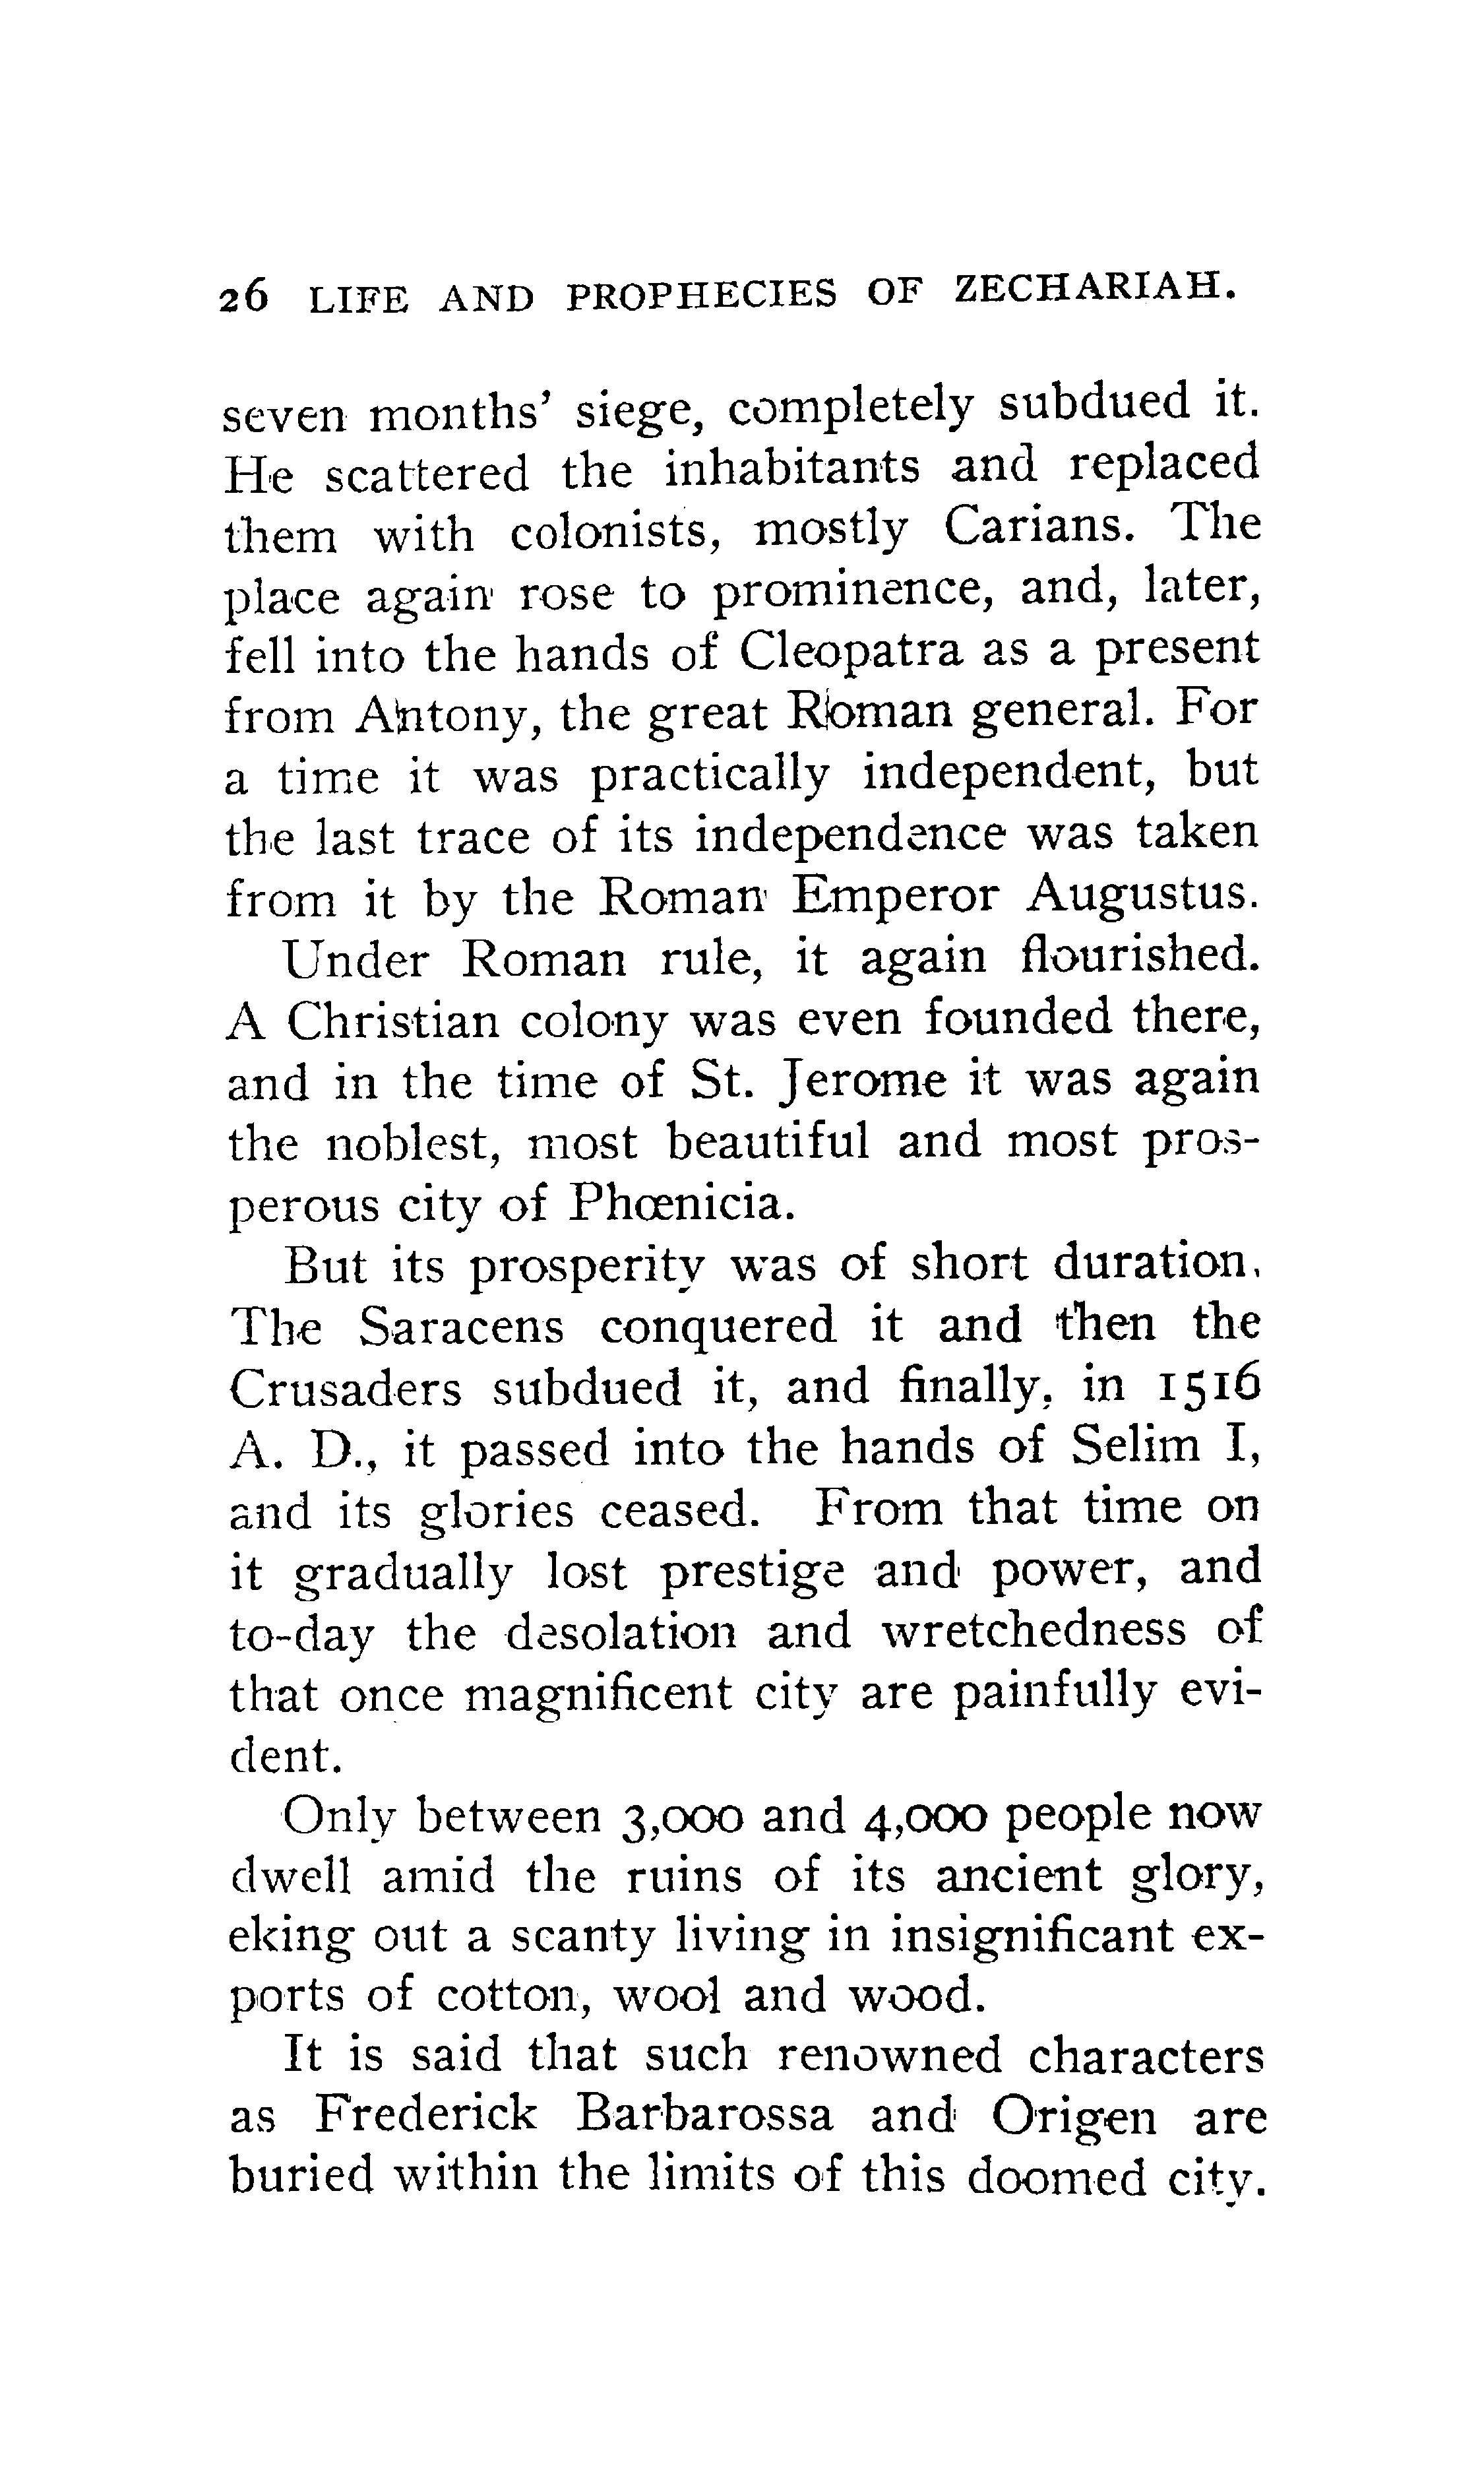 26 LIFE AND PROPHECIES OF ZECHARIAH.
seven months’ siege, completely subdued it.
He scattered the inhabitants and replaced
them with colonists, mostly Carians. The
place again rose to prominence, and, later,
fell into the hands of Cleopatra as a present
from Antony, the great Roman general. For
a time it was practically independent, but
the last trace of its independence was taken
from it by the Roman Emperor Augustus.
Under Roman rule, it again flourished.
A Christian colony was even founded there,
and in the time of St. Jerome it was again
the noblest, most beautiful and most pros-
perous city of Phœnicia.
But its prosperity was of short duration.
The Saracens conquered it and then the
Crusaders subdued it, and finally, in 1516
A. D., it passed into the hands of Selim I,
and its glories ceased. From that time on
it gradually lost prestige and power, and
to-day the desolation and wretchedness of
that once magnificent city are painfully evi-
dent.
Only between 3,000 and 4,000 people now
dwell amid the ruins of its ancient glory,
eking out a scanty living in insignificant ex-
ports of cotton, wool and wood.
It is said that such renowned characters
as Frederick Barbarossa and Origen are
buried within the limits of this doomed city.